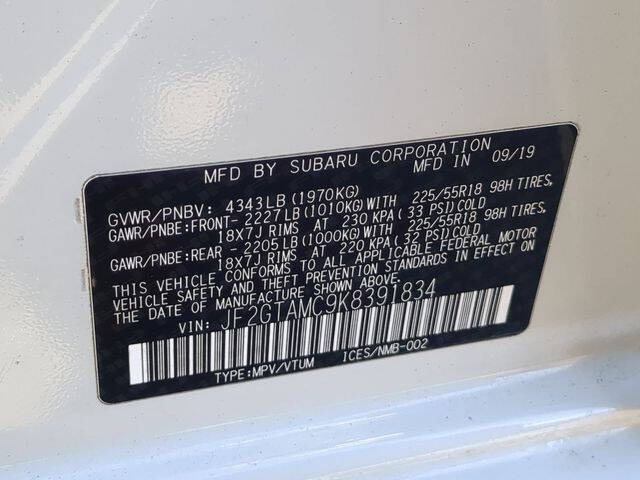 MFD BY SUBARU CORPORATION
MFD IN 09/19
GVWR/PNBV: 4343LB (1970KG)
GAWR/PNBE:FRONT-2227LB (1010KG)WITH 225/55R18 98H TIRES,
18X7J RIMS AT 230 KPA (33 PSI)COLD
GAWR/PNBE:REAR -2205LB (1000KG)WITH 225/55R18 98H TIRES,
18X7J RIMS AT 220 KPA (32 PSI)COLD
THIS VEHICLE CONFORMS TO ALL APPLICABLE FEDERAL MOTOR
VEHICLE SAFETY AND THEFT PREVENTION STANDARDS IN EFFECT ON
THE DATE OF MANUFACTURE SHOWN ABOVE.
VIN: JF2GTAMC9K8391834
TYPE:MPV/VTUM ICES/NMB-002